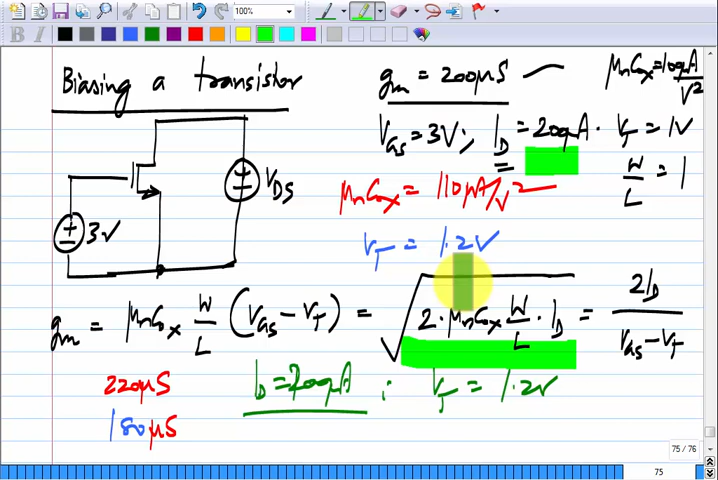 100%
B I U
Biasing a transistor
gm = 200µS
µnCox = 100µA/V²
VGS = 3V; ID = 200µA · VT = 1V
W/L = 1
µnCox = 110µA/V²
VT = 1.2V
3V
VDS
gm = µnCox W/L (VGS - VT) = √(2·µnCox W/L · ID) = 2ID/(VGS - VT)
220µS
ID = 200µA ; VT = 1.2V
180µS
75 / 76
75